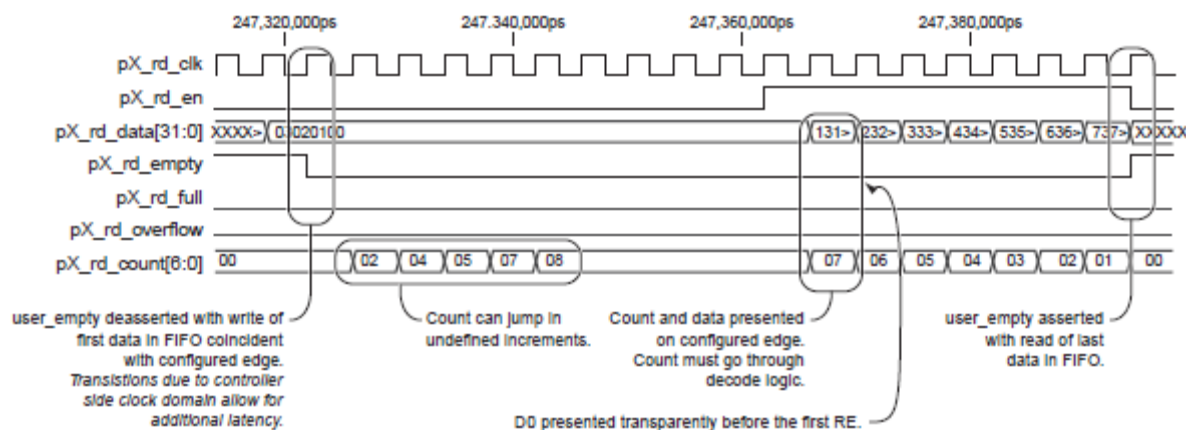 247,320,000ps 247.340,000ps 247,360,000ps 247,380,000ps
pX_rd_clk
pX_rd_en
pX_rd_data[31:0] XXXX> 03020100 131> 232> 333> 434> 535> 636> 737> XXXXX
pX_rd_empty
pX_rd_full
pX_rd_overflow
pX_rd_count[6:0] 00 02 04 05 07 08 07 06 05 04 03 02 01 00
user_empty deasserted with write of
first data in FIFO coincident
with configured edge.
Transistions due to controller
side clock domain allow for
additional latency.
Count can jump in
undefined increments.
Count and data presented
on configured edge.
Count must go through
decode logic.
user_empty asserted
with read of last
data in FIFO.
D0 presented transparently before the first RE.